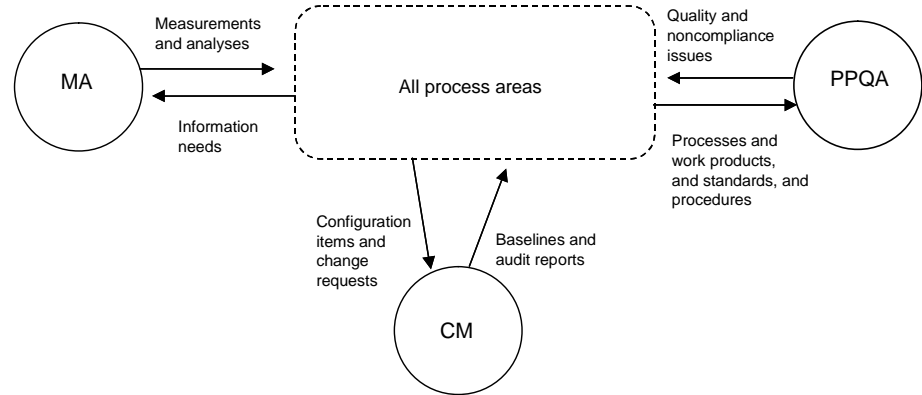 Measurements
and analyses
MA
Information
needs
All process areas
Quality and
noncompliance
issues
PPQA
Processes and
work products,
and standards, and
procedures
Configuration
items and
change
requests
Baselines and
audit reports
CM